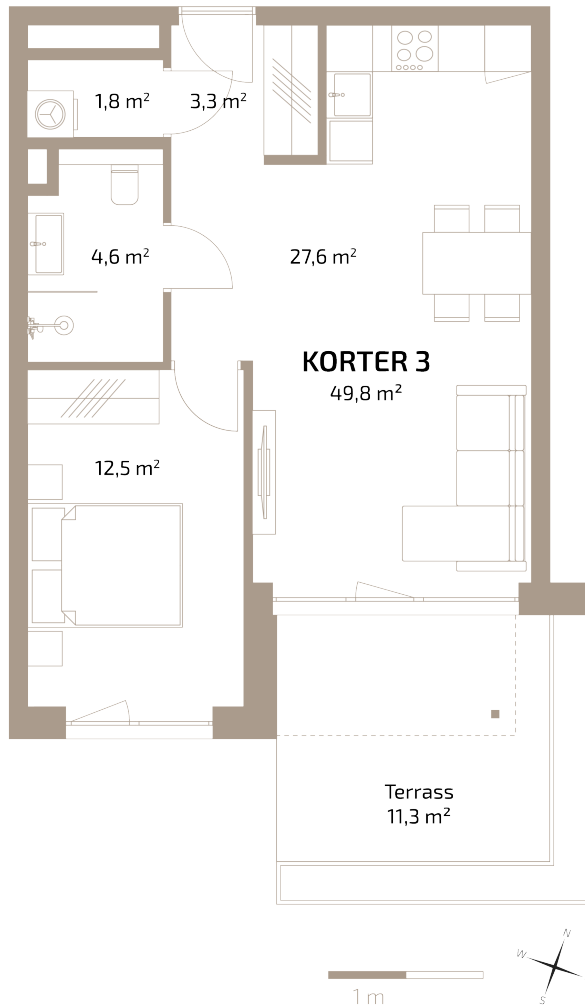 1,8 m²
3,3 m²
4,6 m²
27,6 m²
KORTER 3
49,8 m²
12,5 m²
Terrass
11,3 m²
N
W
S
1 m